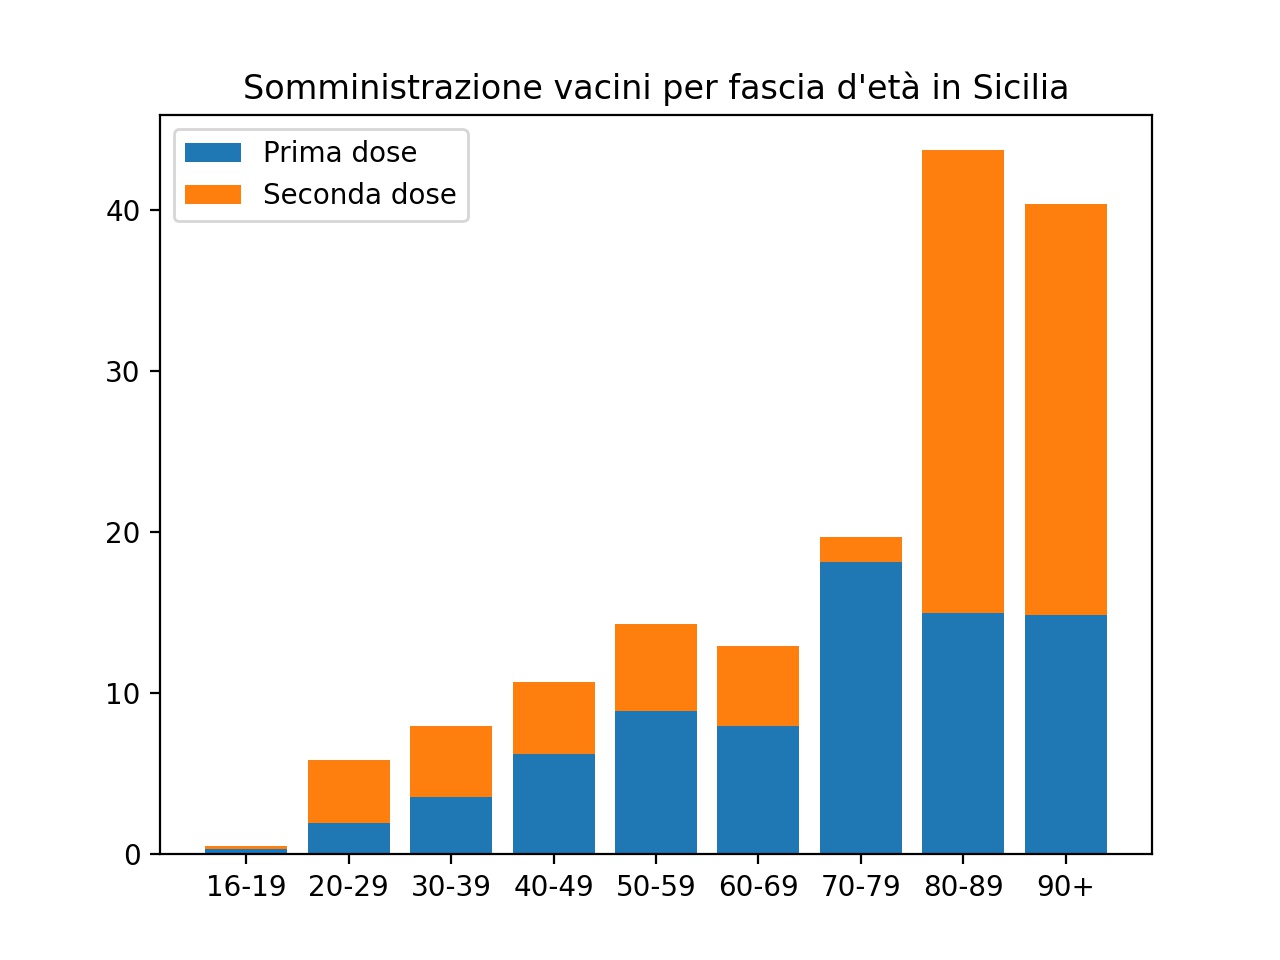 Somministrazione vacini per fascia d'età in Sicilia
Prima dose
Seconda dose
40
30
20
10
0
16-19 20-29 30-39 40-49 50-59 60-69 70-79 80-89 90+